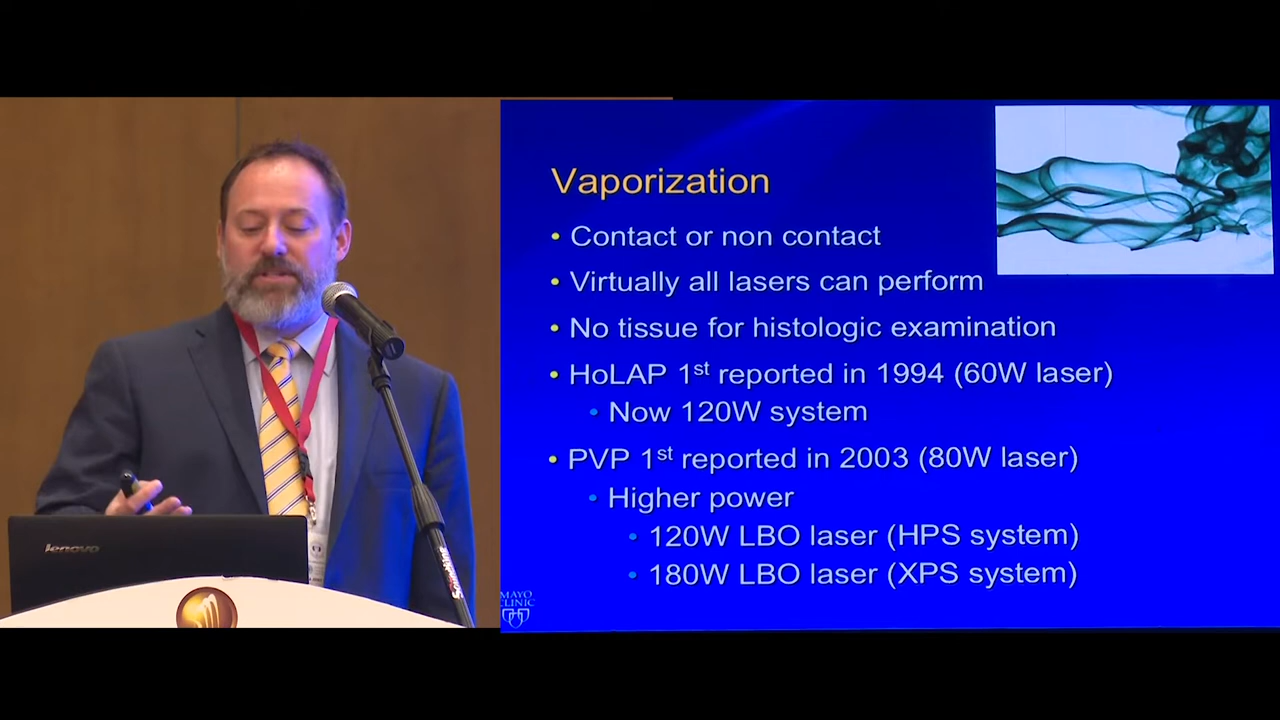 Vaporization
• Contact or non contact
• Virtually all lasers can perform
• No tissue for histologic examination
• HoLAP 1st reported in 1994 (60W laser)
• Now 120W system
• PVP 1st reported in 2003 (80W laser)
• Higher power
• 120W LBO laser (HPS system)
• 180W LBO laser (XPS system)
MAYO
CLINIC
lenovo